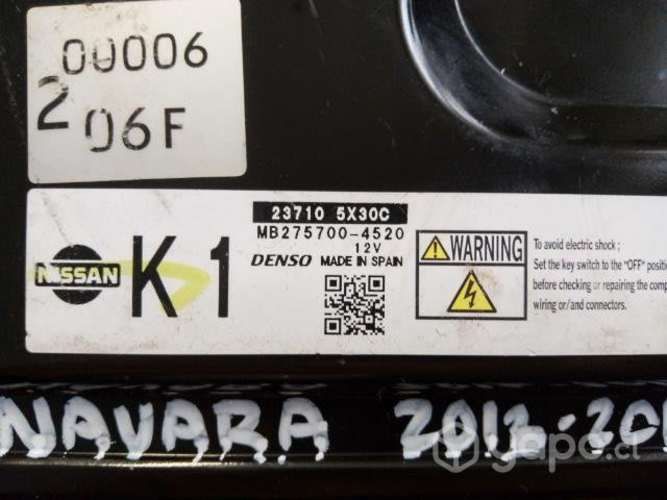 00006
2 06F
23710 5X30C
MB275700-4520
12V
DENSO MADE IN SPAIN
NISSAN K1
WARNING
To avoid electric shock ;
Set the key switch to the "OFF"
before checking or repairing the
wiring or/and connectors.
NAVARA 2012-20
yapo.cl